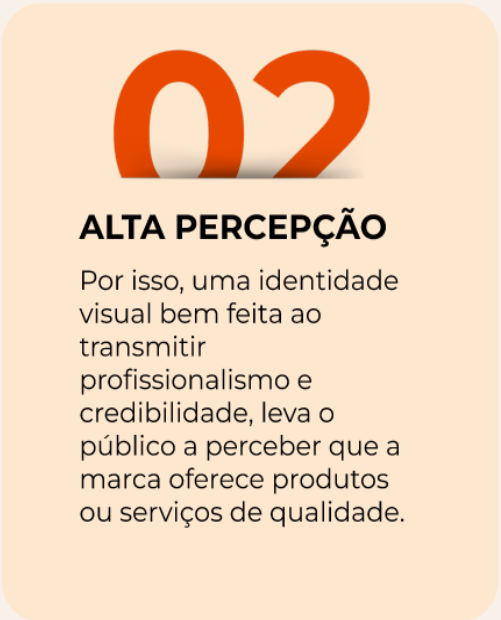 02
ALTA PERCEPÇÃO
Por isso, uma identidade
visual bem feita ao
transmitir
profissionalismo e
credibilidade, leva o
público a perceber que a
marca oferece produtos
ou serviços de qualidade.